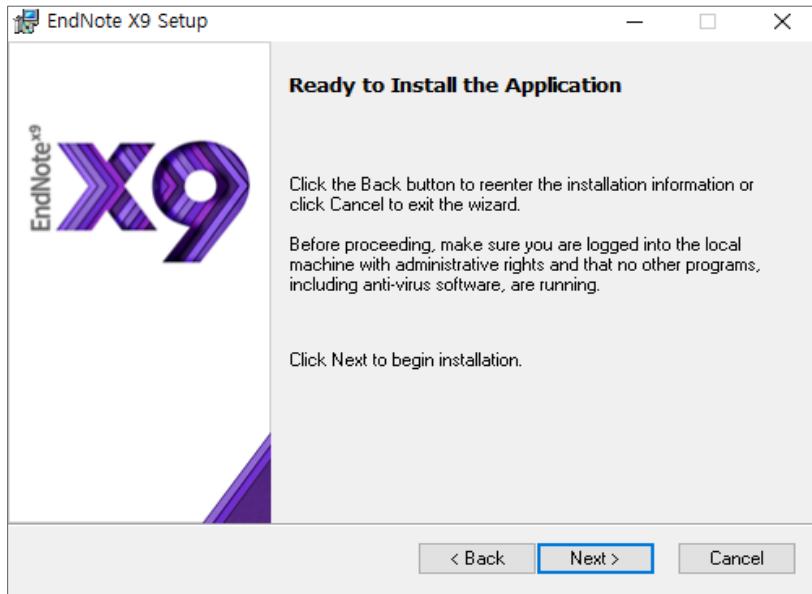 EndNote X9 Setup
EndNote x9
X9
Ready to Install the Application
Click the Back button to reenter the installation information or
click Cancel to exit the wizard.
Before proceeding, make sure you are logged into the local
machine with administrative rights and that no other programs,
including anti-virus software, are running.
Click Next to begin installation.
< Back
Next >
Cancel